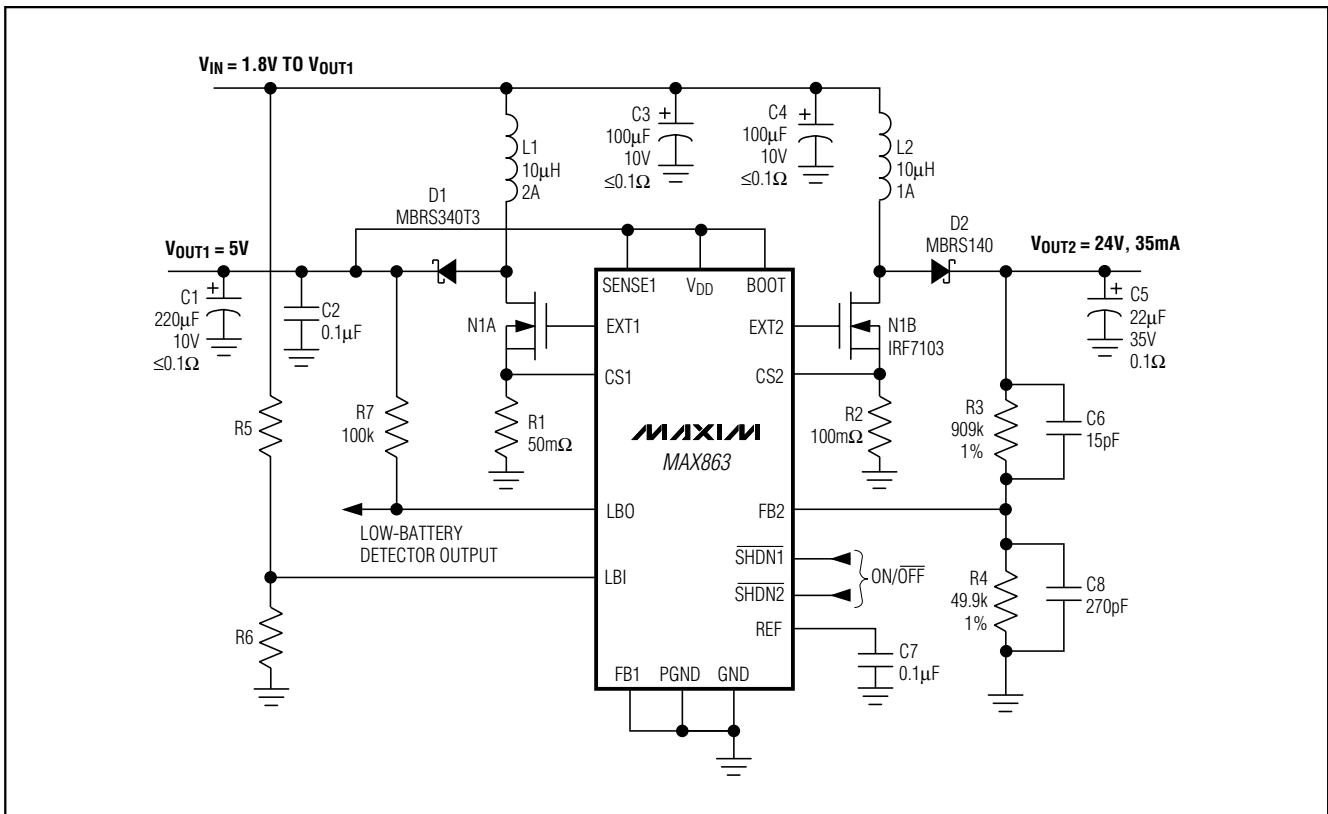 VIN = 1.8V TO VOUT1
C3
100µF
10V
≤0.1Ω
C4
100µF
10V
≤0.1Ω
L1
10µH
2A
L2
10µH
1A
D1
MBRS340T3
D2
MBRS140
VOUT1 = 5V
VOUT2 = 24V, 35mA
C1
220µF
10V
≤0.1Ω
C2
0.1µF
N1A
SENSE1
VDD
BOOT
EXT1
EXT2
N1B
IRF7103
C5
22µF
35V
0.1Ω
CS1
CS2
R5
R7
100k
R1
50mΩ
MAXIM
MAX863
R2
100mΩ
R3
909k
1%
C6
15pF
LBO
FB2
LOW-BATTERY
DETECTOR OUTPUT
SHDN1
SHDN2
ON/OFF
LBI
R4
49.9k
1%
C8
270pF
R6
REF
C7
0.1µF
FB1
PGND
GND